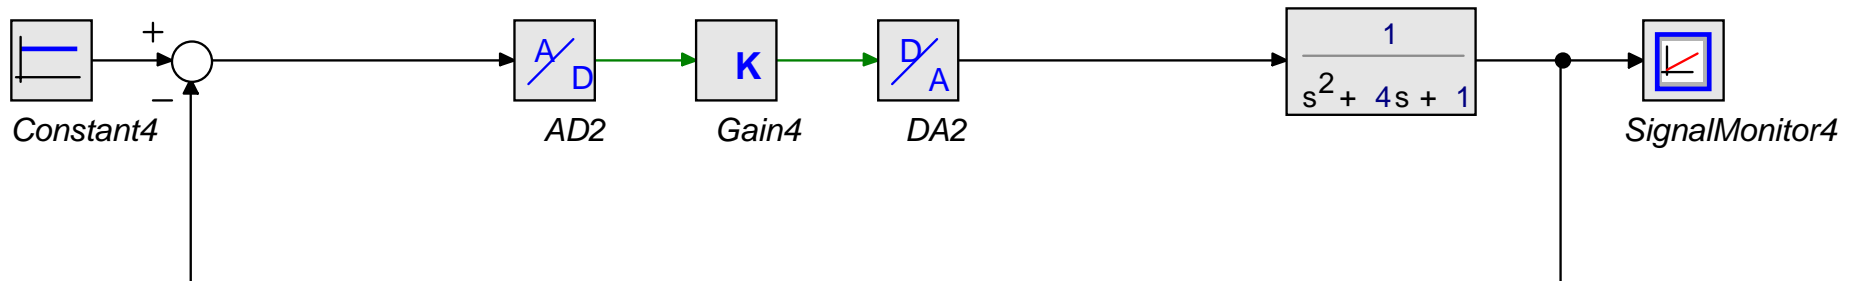 +
−
Constant4
A
D
AD2
K
Gain4
D
A
DA2
1
s² + 4s + 1
SignalMonitor4